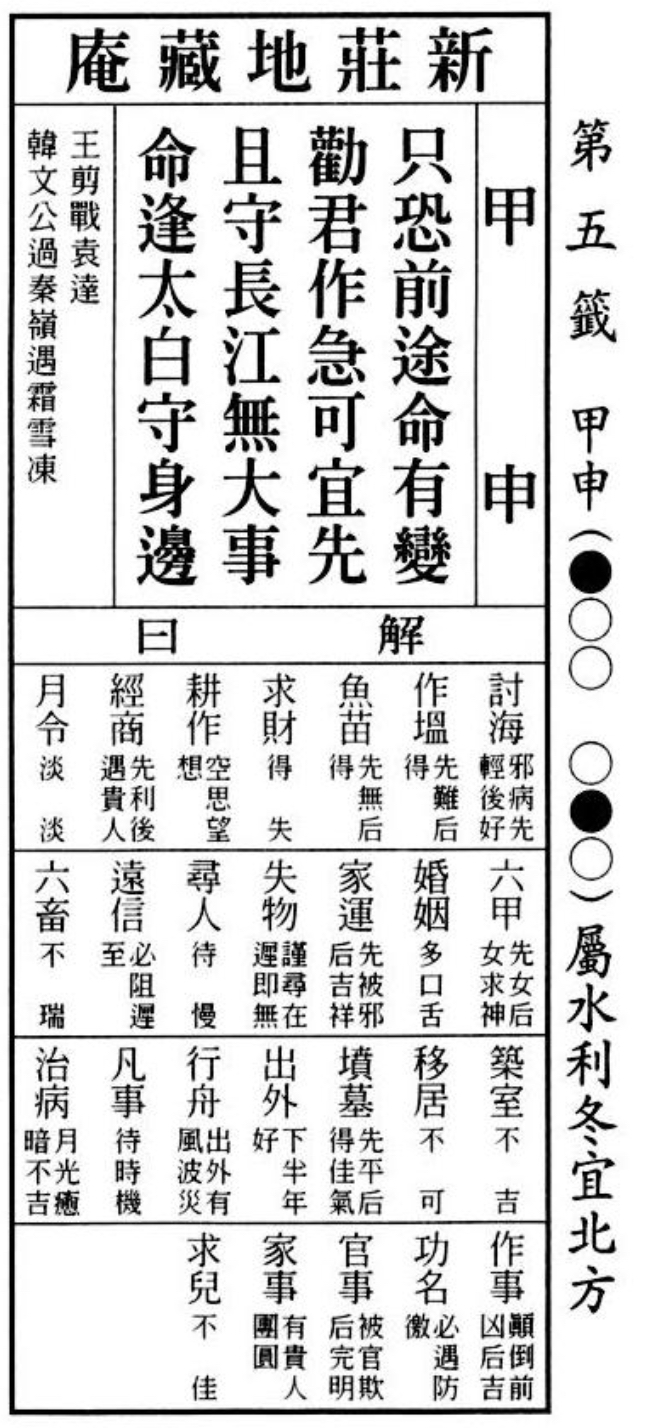 第五籤 甲申(●○○ ○●○)屬水利冬宜北方
新莊地藏庵
甲申
只恐前途命有變
勸君作急可宜先
且守長江無大事
命逢太白守身邊
王剪戰袁達
韓文公過秦嶺遇霜雪凍
解曰
討海 邪病先輕後好
作塭 先難后得
魚苗 先無后得
求財 得失
耕作 空思望想
經商 先利後遇貴人
月令 淡淡
六甲 先女后女求神
婚姻 多口舌
家運 先被邪后吉祥
失物 謹尋在遲即無
尋人 待慢
遠信 必阻遲至
六畜 不瑞
築室 不吉
移居 不可
墳墓 先平后得佳氣
出外 下半年好
行舟 出外有風波災
凡事 待時機
治病 月光癒暗不吉
作事 顛倒前凶后吉
功名 必遇防徼
官事 被官欺后完明
家事 有貴人團圓
求兒 不佳